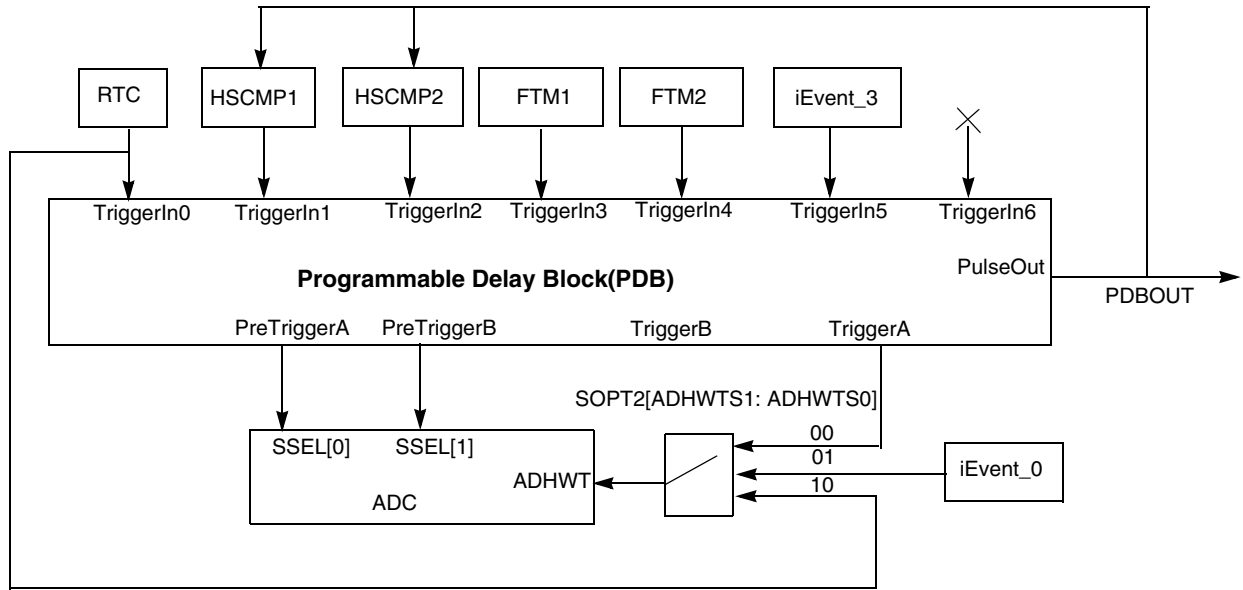 RTC
HSCMP1
HSCMP2
FTM1
FTM2
iEvent_3
TriggerIn0
TriggerIn1
TriggerIn2
TriggerIn3
TriggerIn4
TriggerIn5
TriggerIn6
PulseOut
Programmable Delay Block(PDB)
PDBOUT
PreTriggerA
PreTriggerB
TriggerB
TriggerA
SOPT2[ADHWTS1: ADHWTS0]
SSEL[0]
SSEL[1]
00
01
10
iEvent_0
ADHWT
ADC